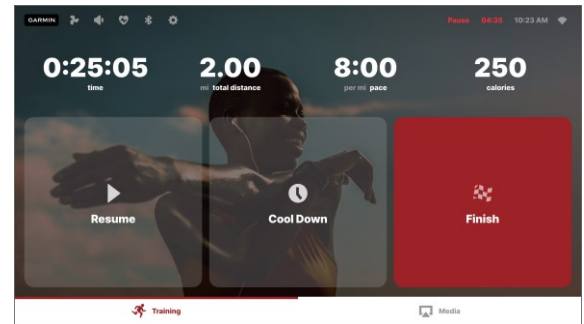 GARMIN
Pause 04:35 10:23 AM
0:25:05 2.00 8:00 250
time mi total distance per mi pace calories
Resume Cool Down Finish
Training Media